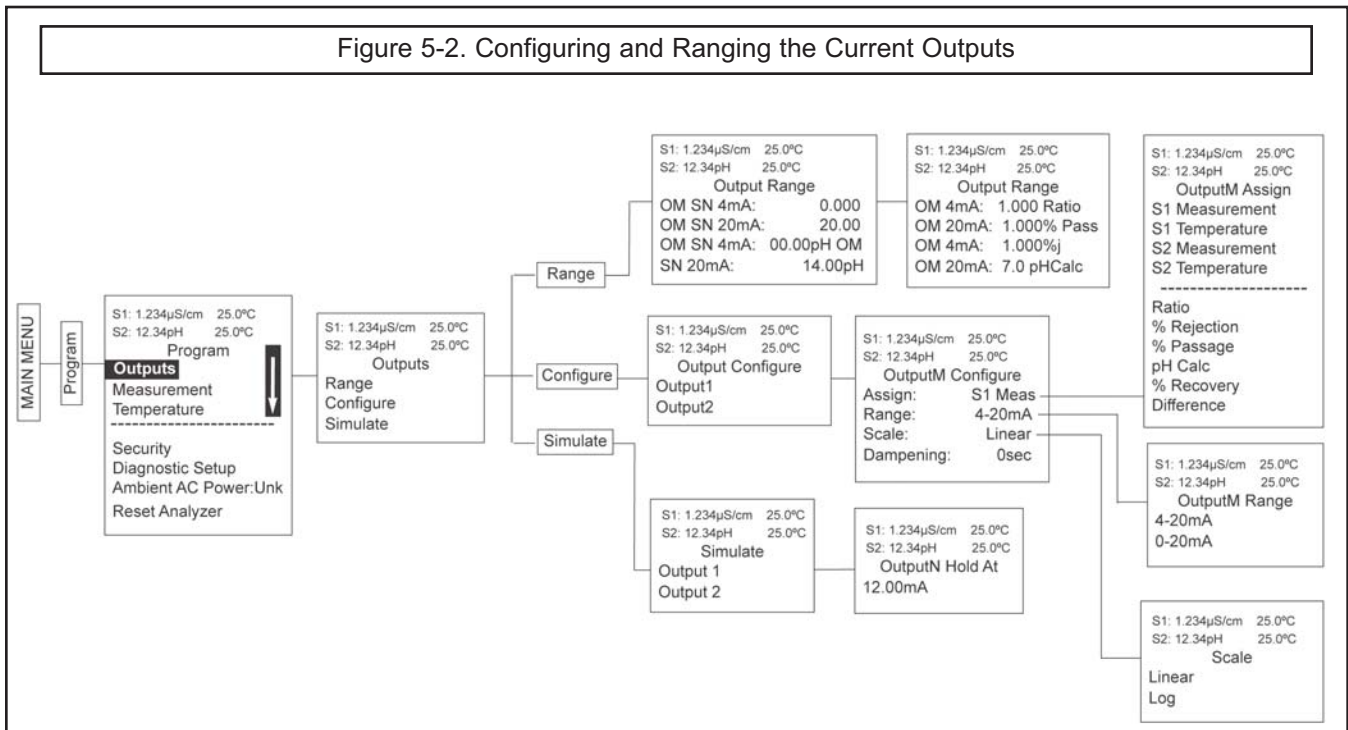 Figure 5-2. Configuring and Ranging the Current Outputs
MAIN MENU
Program
S1: 1.234µS/cm 25.0ºC
S2: 12.34pH 25.0ºC
Program
Outputs
Measurement
Temperature
Security
Diagnostic Setup
Ambient AC Power:Unk
Reset Analyzer
S1: 1.234µS/cm 25.0ºC
S2: 12.34pH 25.0ºC
Outputs
Range
Configure
Simulate
Range
S1: 1.234µS/cm 25.0ºC
S2: 12.34pH 25.0ºC
Output Range
OM SN 4mA: 0.000
OM SN 20mA: 20.00
OM SN 4mA: 00.00pH OM
SN 20mA: 14.00pH
S1: 1.234µS/cm 25.0ºC
S2: 12.34pH 25.0ºC
Output Range
OM 4mA: 1.000 Ratio
OM 20mA: 1.000% Pass
OM 4mA: 1.000%j
OM 20mA: 7.0 pHCalc
Configure
S1: 1.234µS/cm 25.0ºC
S2: 12.34pH 25.0ºC
Output Configure
Output1
Output2
S1: 1.234µS/cm 25.0ºC
S2: 12.34pH 25.0ºC
OutputM Configure
Assign: S1 Meas
Range: 4-20mA
Scale: Linear
Dampening: 0sec
S1: 1.234µS/cm 25.0ºC
S2: 12.34pH 25.0ºC
OutputM Assign
S1 Measurement
S1 Temperature
S2 Measurement
S2 Temperature
Ratio
% Rejection
% Passage
pH Calc
% Recovery
Difference
S1: 1.234µS/cm 25.0ºC
S2: 12.34pH 25.0ºC
OutputM Range
4-20mA
0-20mA
S1: 1.234µS/cm 25.0ºC
S2: 12.34pH 25.0ºC
Scale
Linear
Log
Simulate
S1: 1.234µS/cm 25.0ºC
S2: 12.34pH 25.0ºC
Simulate
Output 1
Output 2
S1: 1.234µS/cm 25.0ºC
S2: 12.34pH 25.0ºC
OutputN Hold At
12.00mA